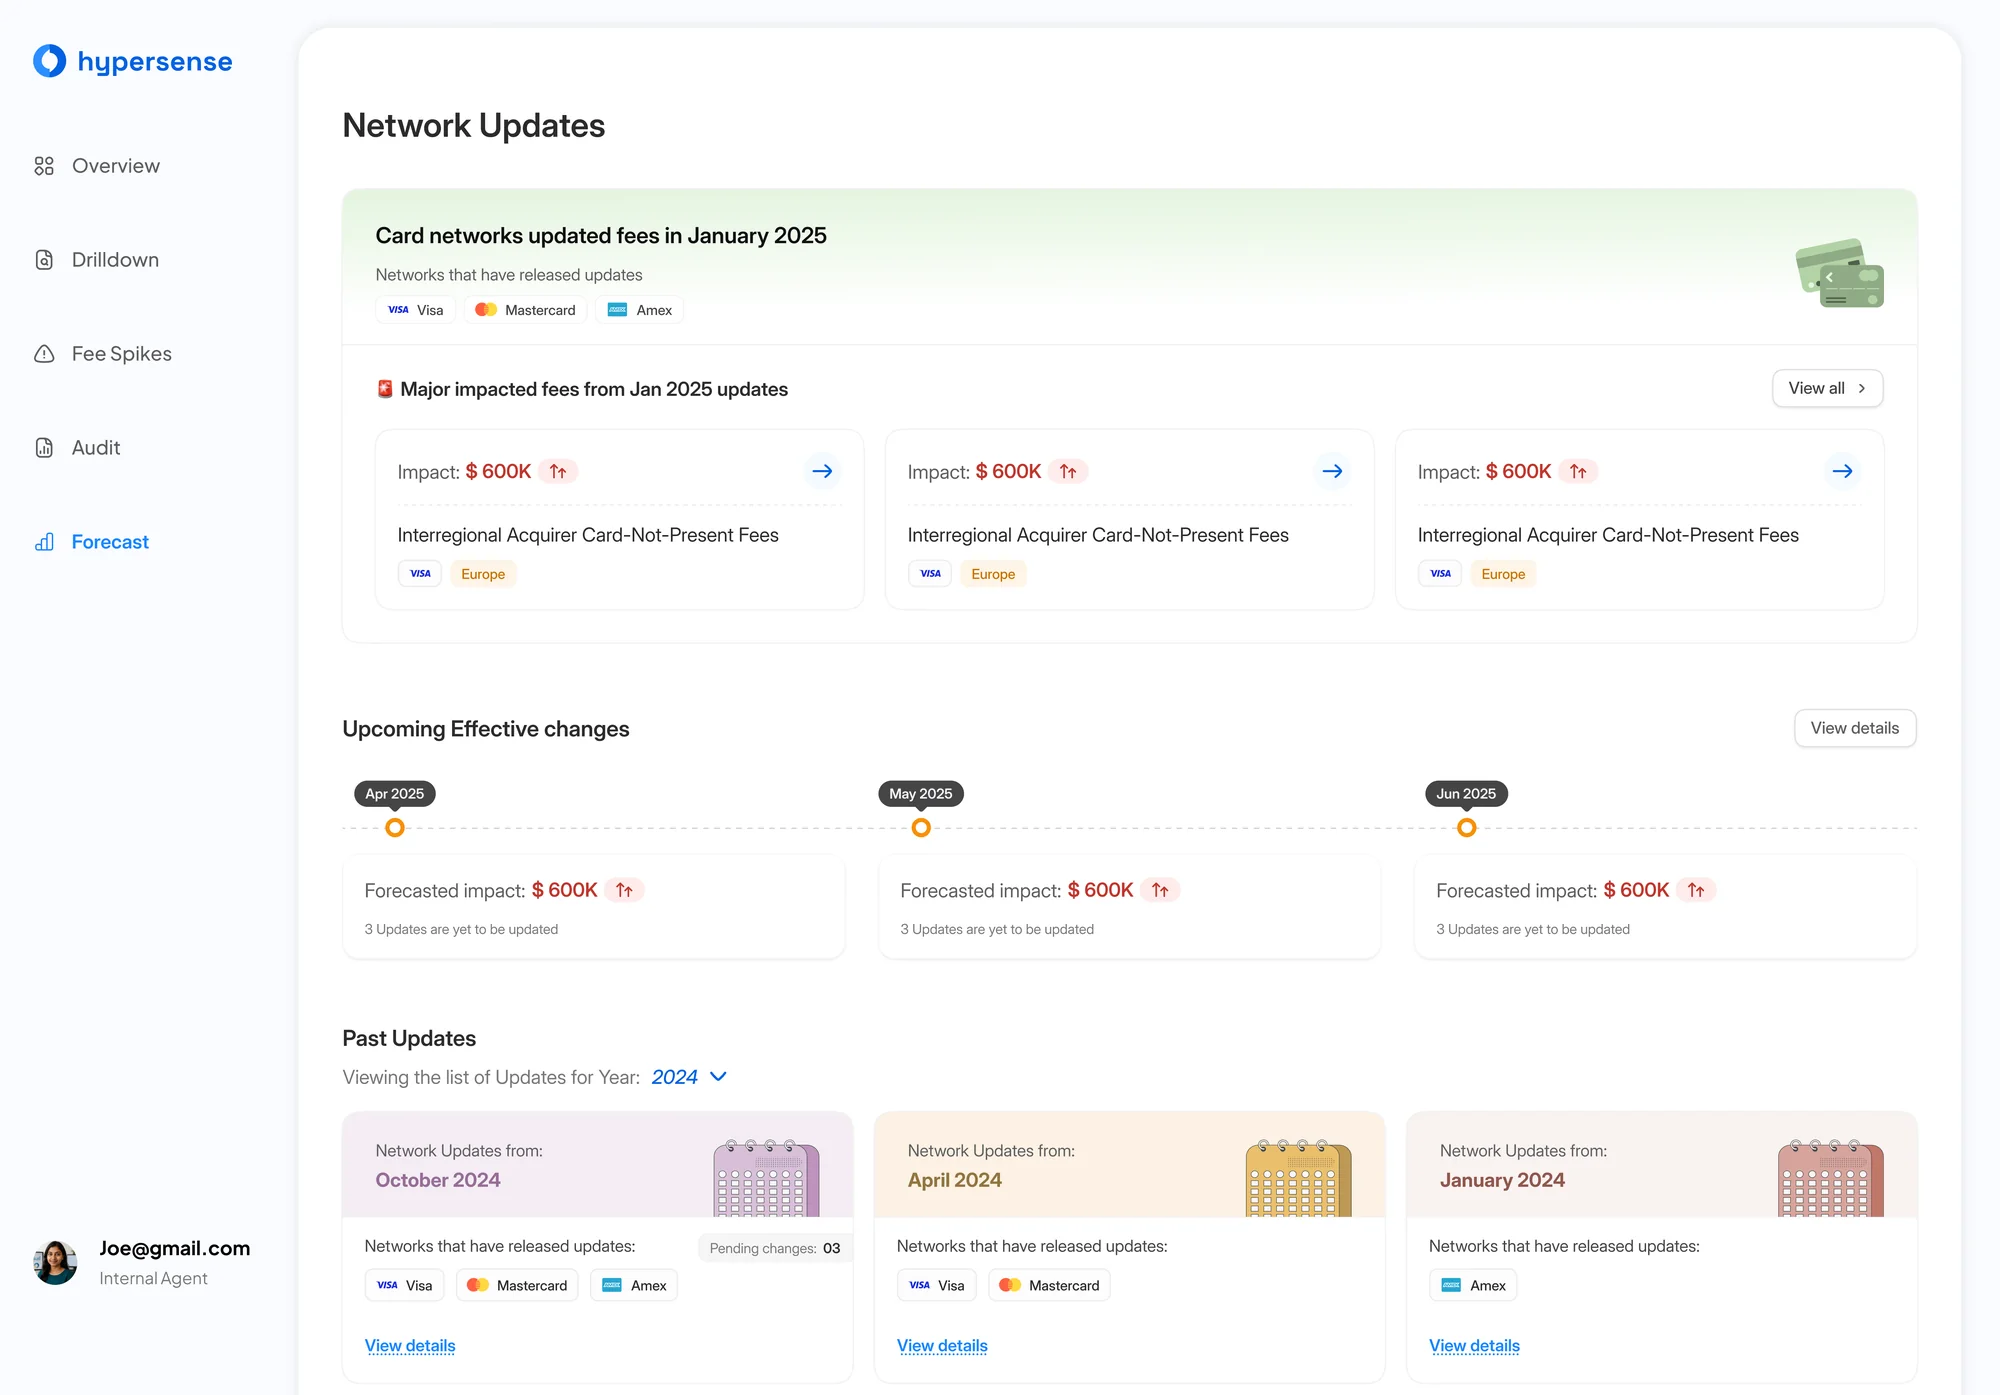 hypersense
Overview
Drilldown
Fee Spikes
Audit
Forecast
Joe@gmail.com
Internal Agent
Network Updates
Card networks updated fees in January 2025
Networks that have released updates
VISA Visa
Mastercard
Amex
Major impacted fees from Jan 2025 updates
View all
Impact: $ 600K
Interregional Acquirer Card-Not-Present Fees
VISA Europe
Impact: $ 600K
Interregional Acquirer Card-Not-Present Fees
VISA Europe
Impact: $ 600K
Interregional Acquirer Card-Not-Present Fees
VISA Europe
Upcoming Effective changes
View details
Apr 2025
May 2025
Jun 2025
Forecasted impact: $ 600K
3 Updates are yet to be updated
Forecasted impact: $ 600K
3 Updates are yet to be updated
Forecasted impact: $ 600K
3 Updates are yet to be updated
Past Updates
Viewing the list of Updates for Year: 2024
Network Updates from:
October 2024
Networks that have released updates:
Pending changes: 03
VISA Visa
Mastercard
Amex
View details
Network Updates from:
April 2024
Networks that have released updates:
VISA Visa
Mastercard
View details
Network Updates from:
January 2024
Networks that have released updates:
Amex
View details